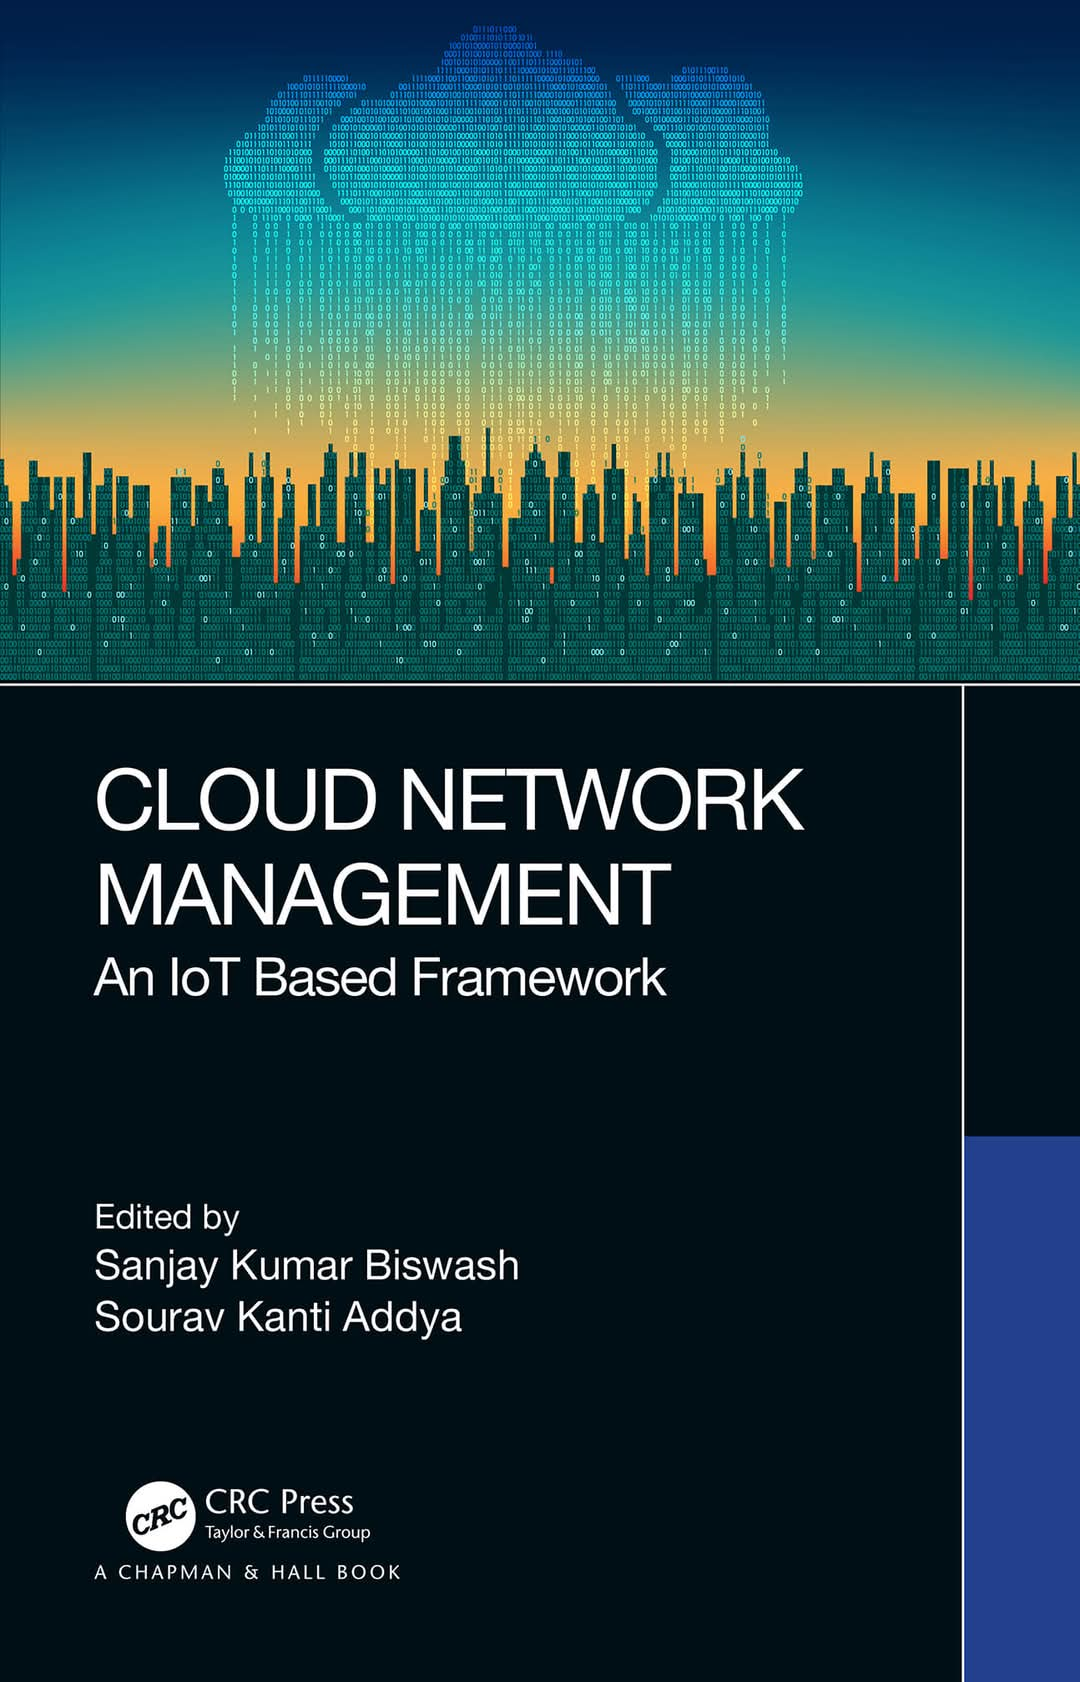 CLOUD NETWORK
MANAGEMENT
An IoT Based Framework
Edited by
Sanjay Kumar Biswash
Sourav Kanti Addya
CRC
CRC Press
Taylor & Francis Group
A CHAPMAN & HALL BOOK